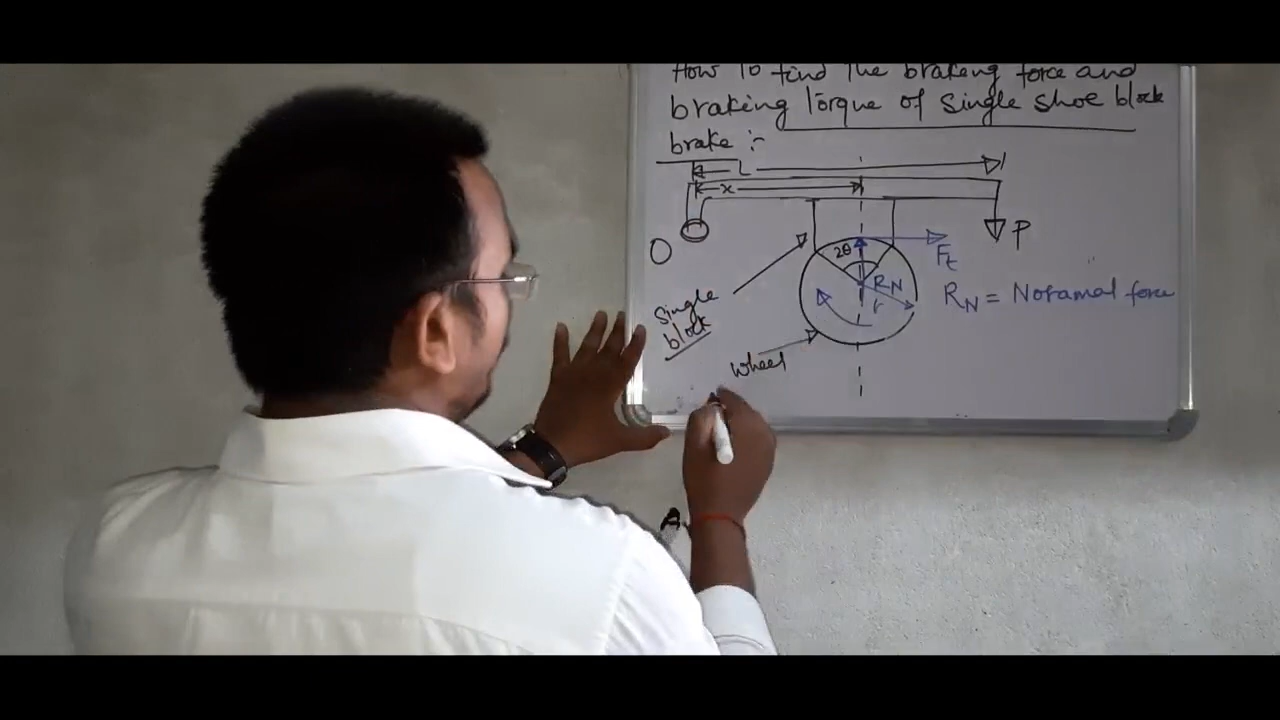 How To find The braking force and
braking Torque of single shoe block
brake :-
L
x
O
P
2θ
Ft
RN
r
RN = Noramal force
single
block
wheel